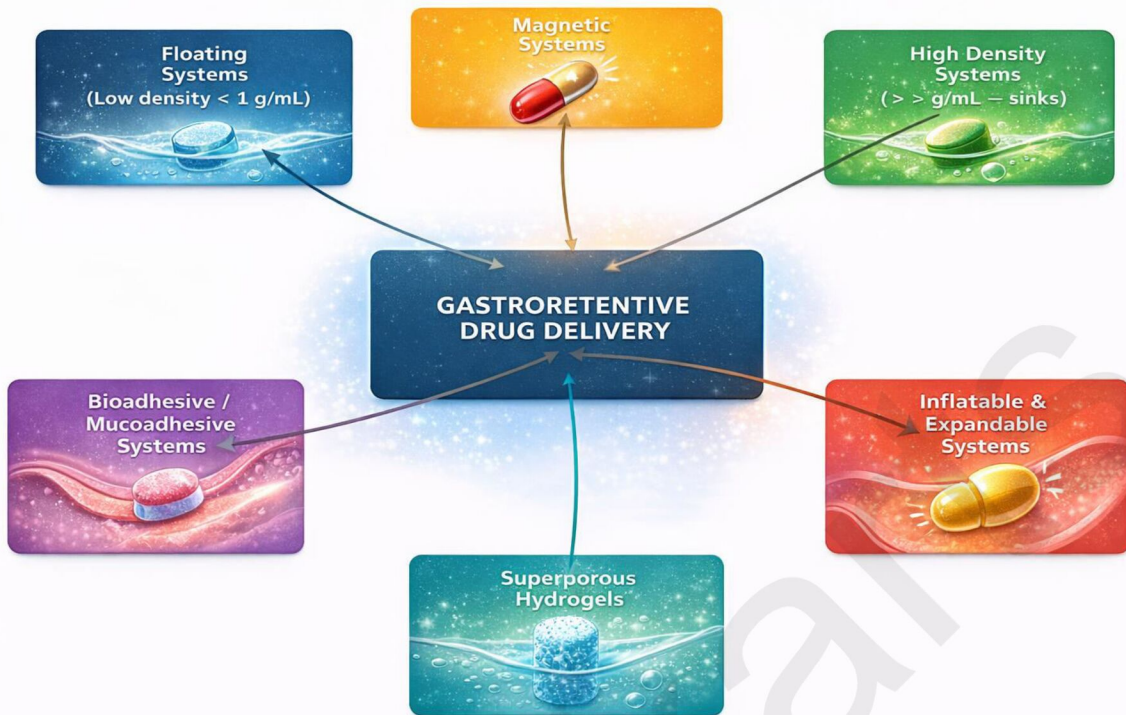 Floating
Systems
(Low density < 1 g/mL)
Magnetic
Systems
High Density
Systems
( > > g/mL — sinks)
GASTRORETENTIVE
DRUG DELIVERY
Bioadhesive /
Mucoadhesive
Systems
Inflatable &
Expandable
Systems
Superporous
Hydrogels